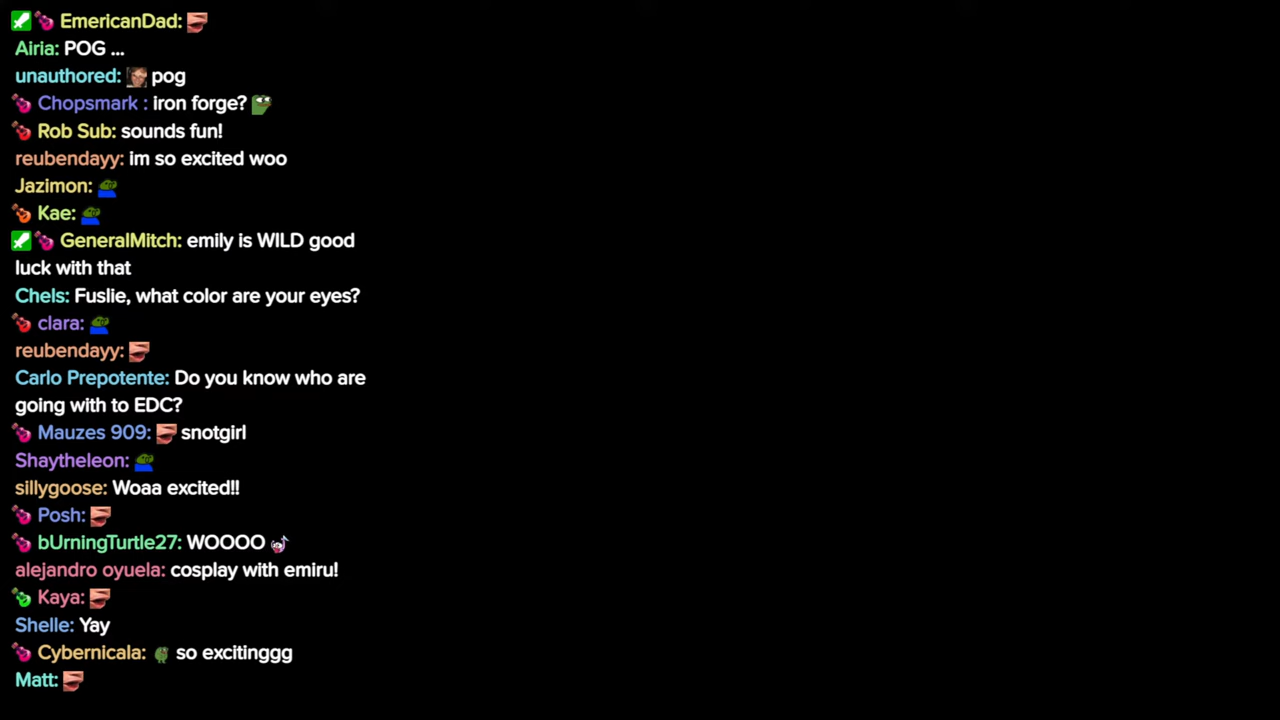 EmericanDad:
Airia: POG ...
unauthored: pog
Chopsmark : iron forge?
Rob Sub: sounds fun!
reubendayy: im so excited woo
Jazimon:
Kae:
GeneralMitch: emily is WILD good
luck with that
Chels: Fuslie, what color are your eyes?
clara:
reubendayy:
Carlo Prepotente: Do you know who are
going with to EDC?
Mauzes 909: snotgirl
Shaytheleon:
sillygoose: Woaa excited!!
Posh:
bUrningTurtle27: WOOOO
alejandro oyuela: cosplay with emiru!
Kaya:
Shelle: Yay
Cybernicala: so excitinggg
Matt: